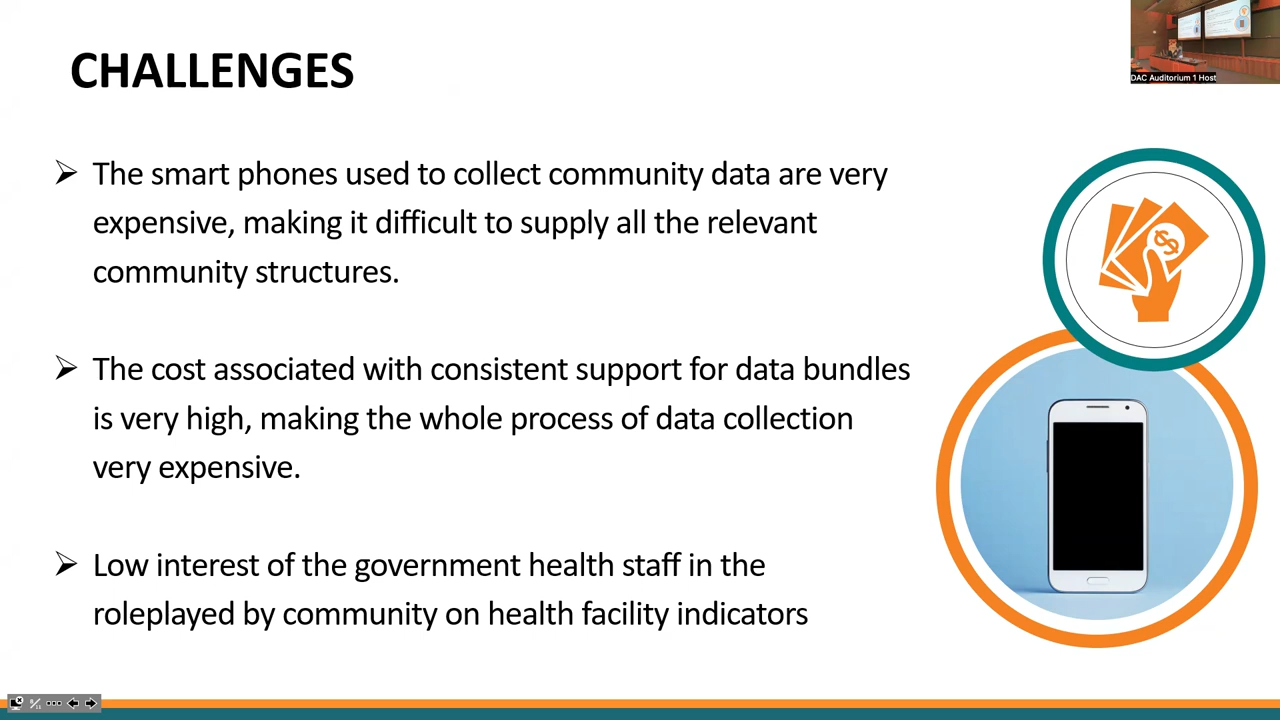 CHALLENGES
DAC Auditorium 1 Host
➢ The smart phones used to collect community data are very
expensive, making it difficult to supply all the relevant
community structures.
➢ The cost associated with consistent support for data bundles
is very high, making the whole process of data collection
very expensive.
➢ Low interest of the government health staff in the
roleplayed by community on health facility indicators
$